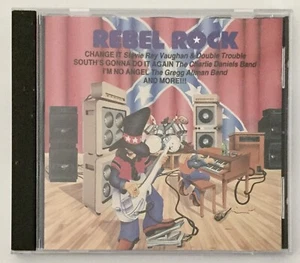 REBEL ROCK
CHANGE IT Stevie Ray Vaughan & Double Trouble
SOUTH'S GONNA DO IT AGAIN The Charlie Daniels Band
I'M NO ANGEL The Gregg Allman Band
AND MORE!!!